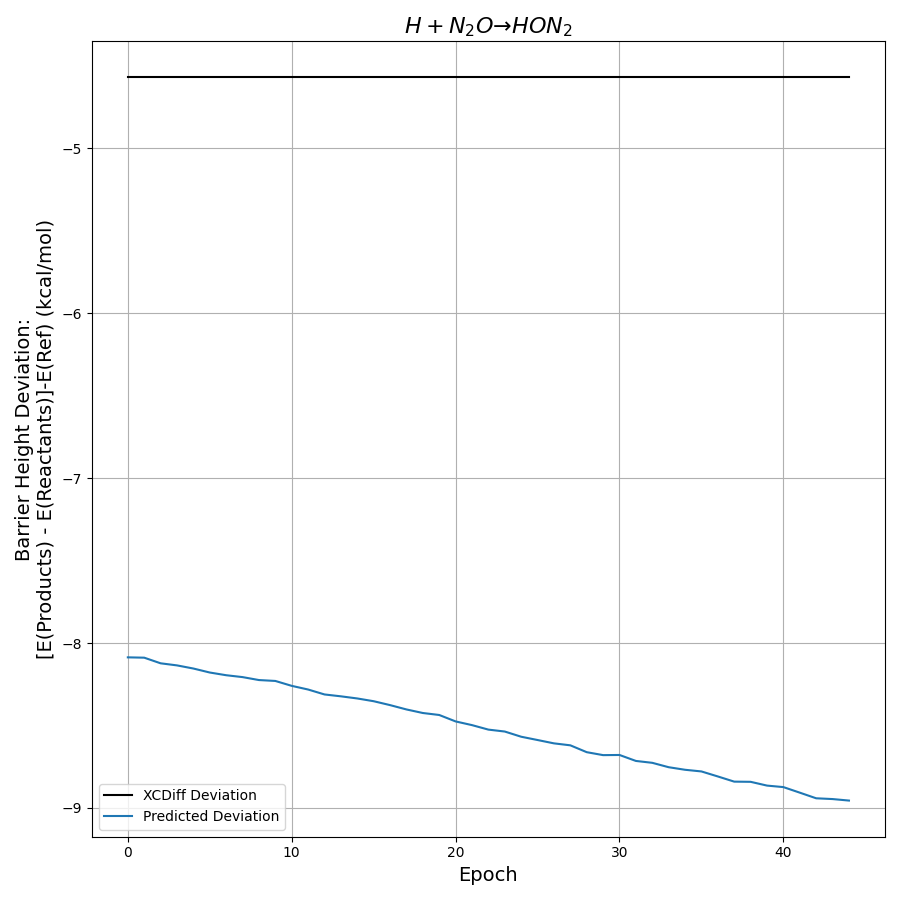 H + N₂O→HON₂
Barrier Height Deviation:
[E(Products) - E(Reactants)]-E(Ref) (kcal/mol)
−5
−6
−7
−8
−9
XCDiff Deviation
Predicted Deviation
0 10 20 30 40
Epoch